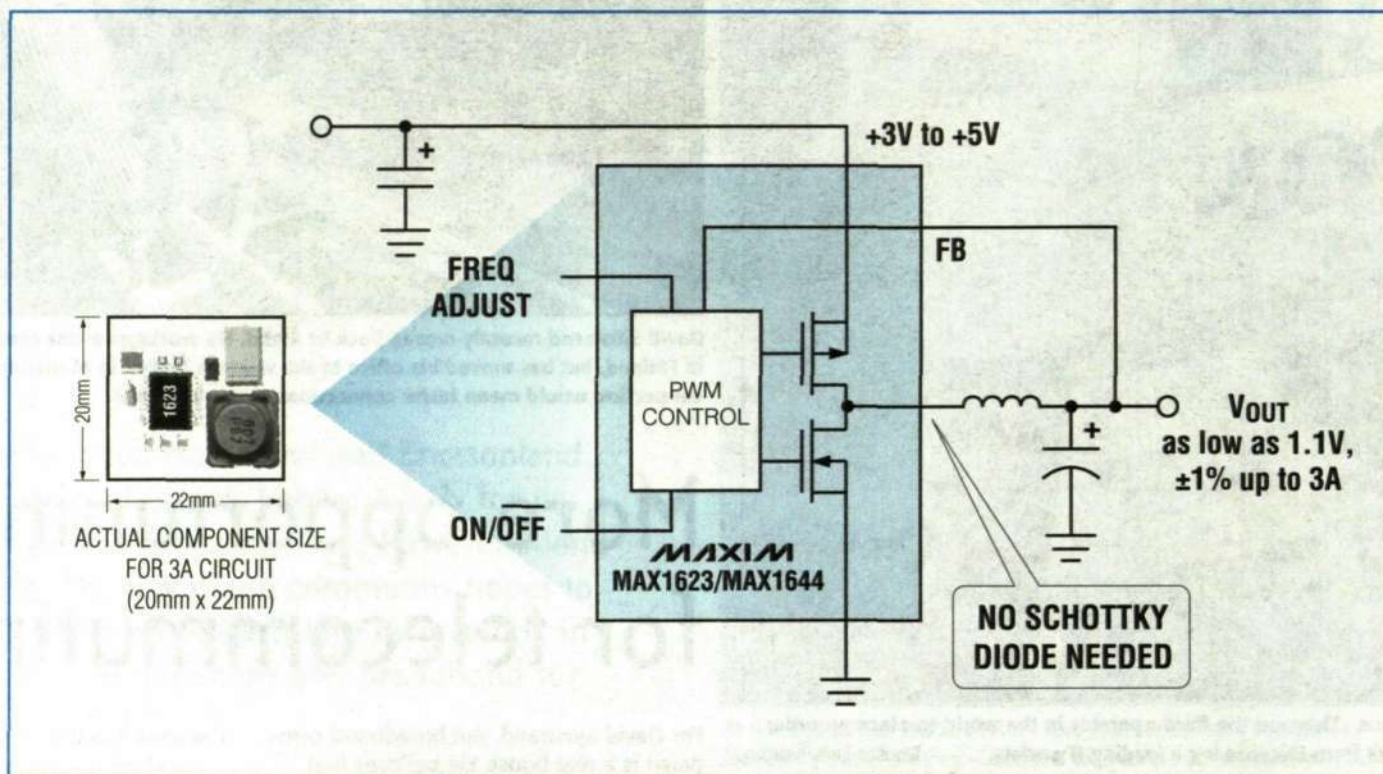 +3V to +5V
FB
FREQ
ADJUST
PWM
CONTROL
ON/OFF
MAXIM
MAX1623/MAX1644
VOUT
as low as 1.1V,
±1% up to 3A
NO SCHOTTKY
DIODE NEEDED
20mm
1623
22mm
ACTUAL COMPONENT SIZE
FOR 3A CIRCUIT
(20mm x 22mm)